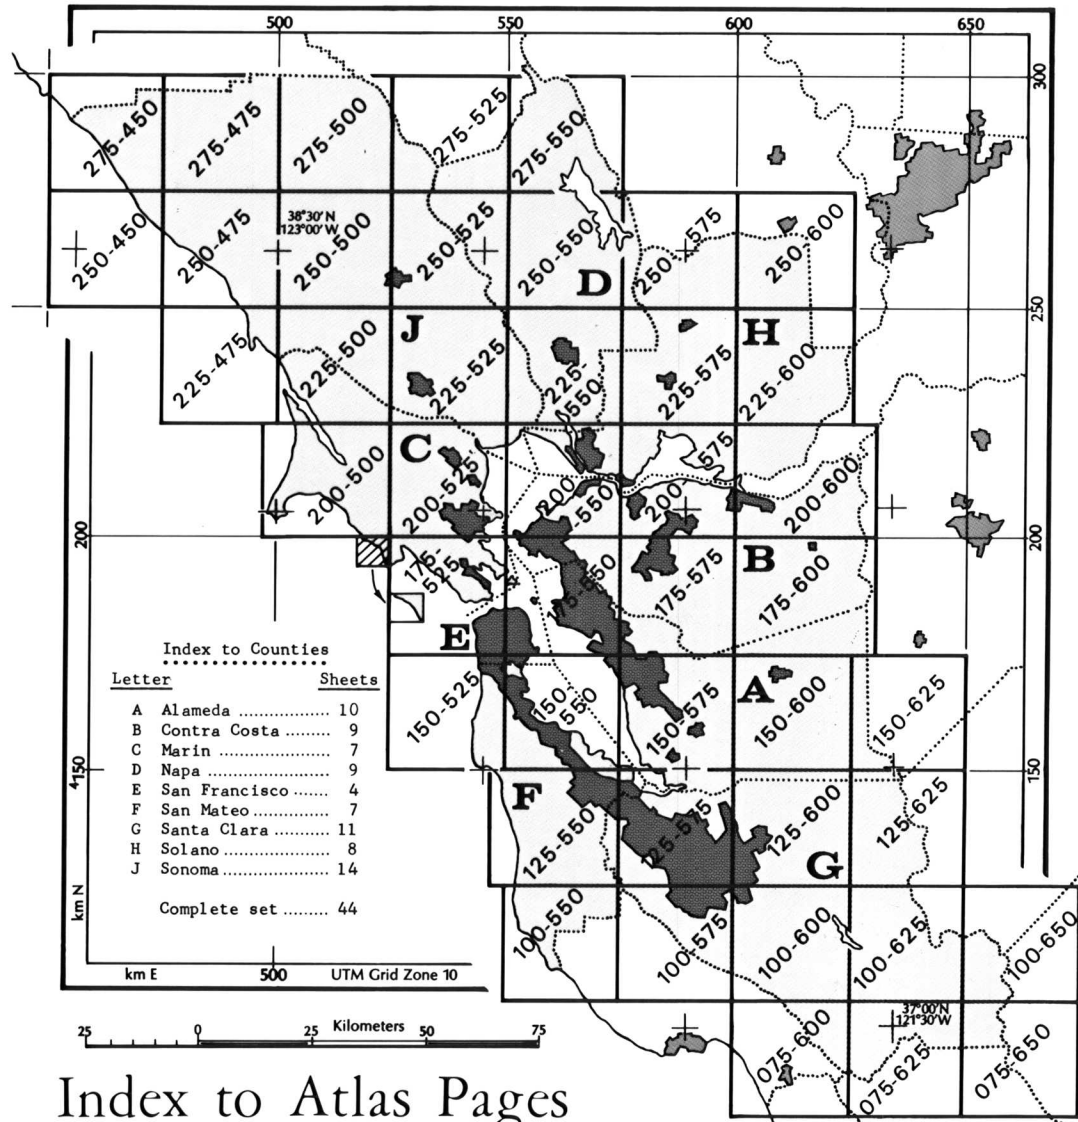 500 550 600 650
300
275-450 275-475 275-500 275-525 275-550
38°30'N
123°00'W
250-450 250-475 250-500 250-525 250-550 250-575 250-600
D
250
J H
225-475 225-500 225-525 225-550 225-575 225-600
C
200-500 200-525 200-550 200-575 200-600
200 200
B
175-525 175-550 175-575 175-600
E
Index to Counties
Letter Sheets
A Alameda ................. 10
B Contra Costa ........ 9
C Marin .................... 7
D Napa ..................... 9
E San Francisco ...... 4
F San Mateo ............. 7
G Santa Clara .......... 11
H Solano ................... 8
J Sonoma ................. 14
Complete set ........ 44
A
150-525 150-550 150-575 150-600 150-625
4150 150
F
125-550 25-575 125-600 125-625
G
100-550 100-575 100-600 100-625 100-650
km N
km E 500 UTM Grid Zone 10
37°00'N
121°30'W
075-600 075-625 075-650
25 0 25 Kilometers 50 75
Index to Atlas Pages